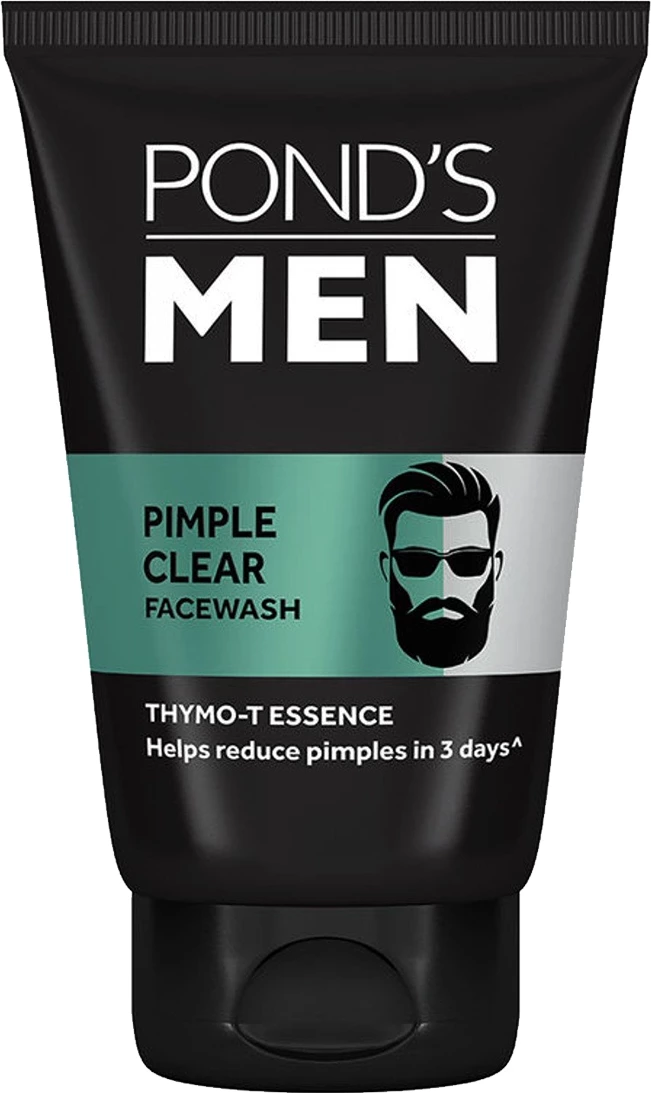 POND'S
MEN
PIMPLE
CLEAR
FACEWASH
THYMO-T ESSENCE
Helps reduce pimples in 3 days^